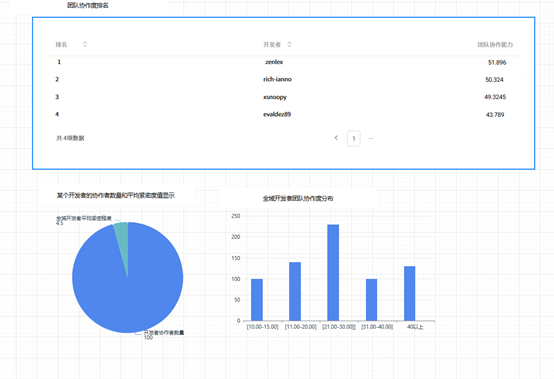 团队协作度排名
排名 开发者 团队协作能力
1 zenlex 51.896
2 rich-ianno 50.324
3 xsnoopy 49.3245
4 evaldez89 43.789
共 4项数据 1
某个开发者的协作者数量和平均紧密度值显示
全域开发者平均紧密程度
4.5
开发者协作者数量
100
全域开发者团队协作度分布
250
200
150
100
50
0
[10.00-15.00] [11.00-20.00] [21.00-30.00]] [31.00-40.00] 40以上